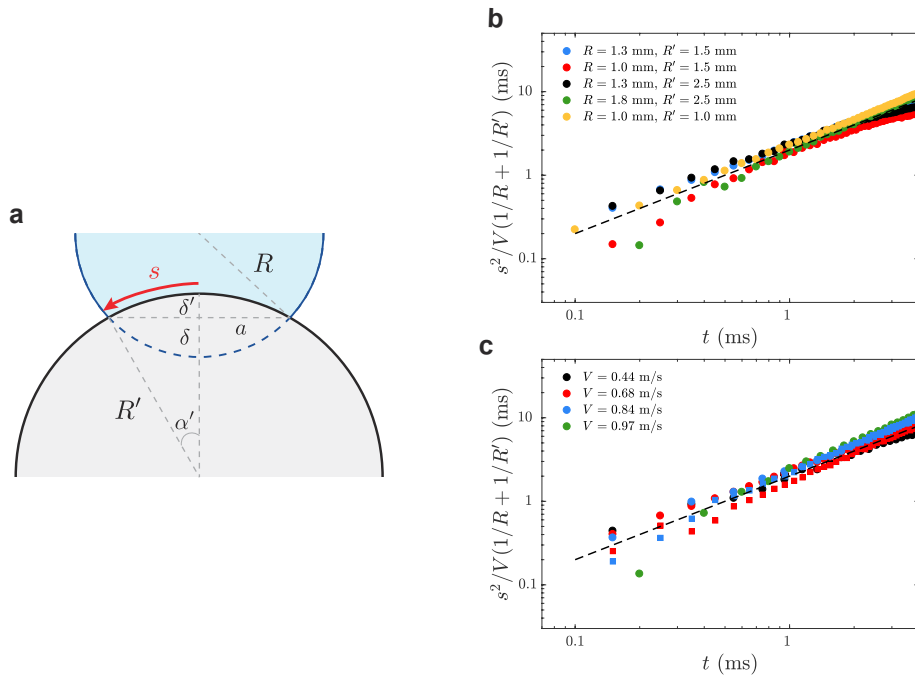 a
R
s
δ′
δ
a
R′
α′
b
s²/V(1/R + 1/R′) (ms)
R = 1.3 mm, R′ = 1.5 mm
R = 1.0 mm, R′ = 1.5 mm
R = 1.3 mm, R′ = 2.5 mm
R = 1.8 mm, R′ = 2.5 mm
R = 1.0 mm, R′ = 1.0 mm
10
1
0.1
0.1
1
t (ms)
c
s²/V(1/R + 1/R′) (ms)
V = 0.44 m/s
V = 0.68 m/s
V = 0.84 m/s
V = 0.97 m/s
10
1
0.1
0.1
1
t (ms)